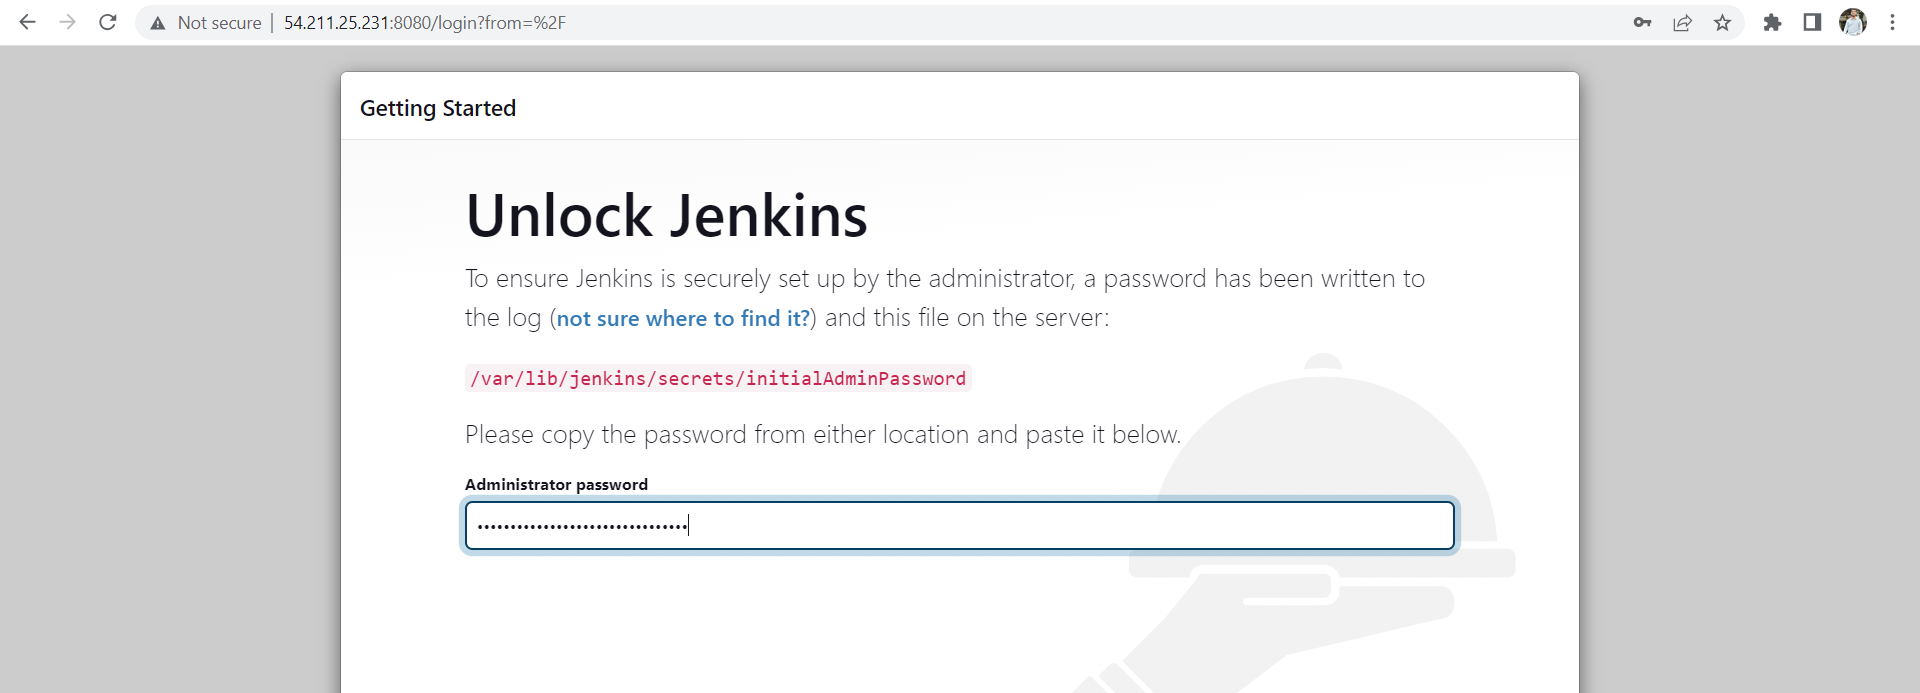 Not secure | 54.211.25.231:8080/login?from=%2F
Getting Started
Unlock Jenkins
To ensure Jenkins is securely set up by the administrator, a password has been written to
the log (not sure where to find it?) and this file on the server:
/var/lib/jenkins/secrets/initialAdminPassword
Please copy the password from either location and paste it below.
Administrator password
••••••••••••••••••••••••••••••••